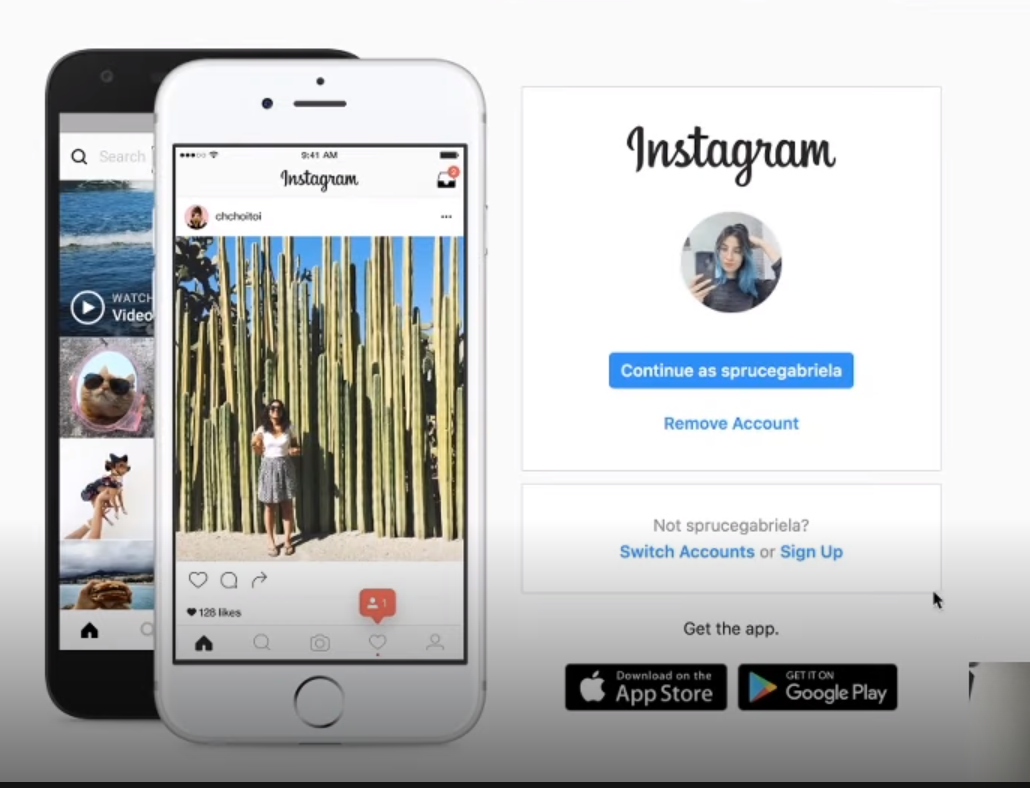 Search
WATCH
Video
9:41 AM
Instagram
2
chchoitoi
128 likes
1
Instagram
Continue as sprucegabriela
Remove Account
Not sprucegabriela?
Switch Accounts or Sign Up
Get the app.
Download on the
App Store
GET IT ON
Google Play